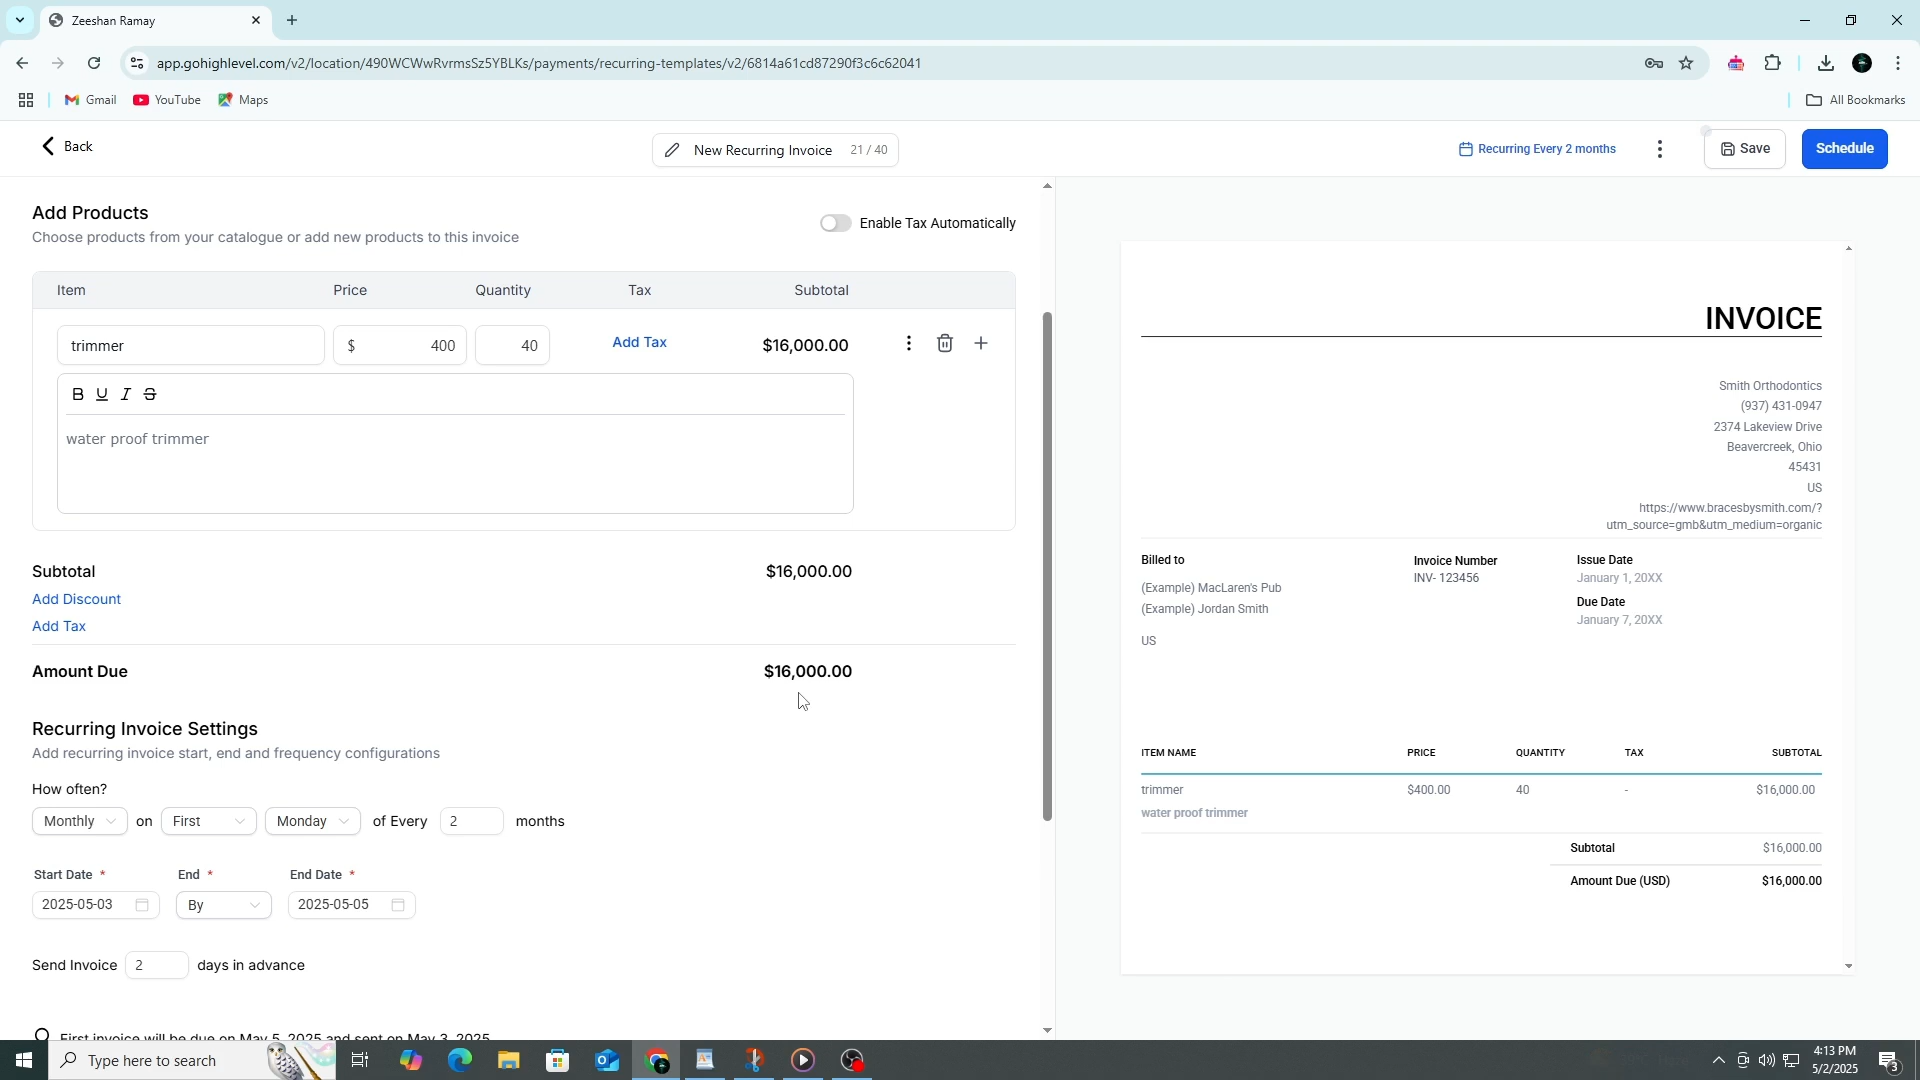 Zeeshan Ramay
app.gohighlevel.com/v2/location/490WCWwRvrmsSz5YBLKs/payments/recurring-templates/v2/6814a61cd87290f3c6c62041
Gmail
YouTube
Maps
All Bookmarks
Back
New Recurring Invoice 21 / 40
Recurring Every 2 months
Save
Schedule
Add Products
Choose products from your catalogue or add new products to this invoice
Enable Tax Automatically
Item Price Quantity Tax Subtotal
trimmer $ 400 40 Add Tax $16,000.00
B U I S
water proof trimmer
Subtotal $16,000.00
Add Discount
Add Tax
Amount Due $16,000.00
Recurring Invoice Settings
Add recurring invoice start, end and frequency configurations
How often?
Monthly on First Monday of Every 2 months
Start Date * End * End Date *
2025-05-03 By 2025-05-05
Send Invoice 2 days in advance
First invoice will be due on May 5, 2025 and sent on May 3, 2025
INVOICE
Smith Orthodontics
(937) 431-0947
2374 Lakeview Drive
Beavercreek, Ohio
45431
US
https://www.bracesbysmith.com/?
utm_source=gmb&utm_medium=organic
Billed to
(Example) MacLaren's Pub
(Example) Jordan Smith
US
Invoice Number
INV- 123456
Issue Date
January 1, 20XX
Due Date
January 7, 20XX
ITEM NAME PRICE QUANTITY TAX SUBTOTAL
trimmer $400.00 40 - $16,000.00
water proof trimmer
Subtotal $16,000.00
Amount Due (USD) $16,000.00
Type here to search
4:13 PM
5/2/2025
3